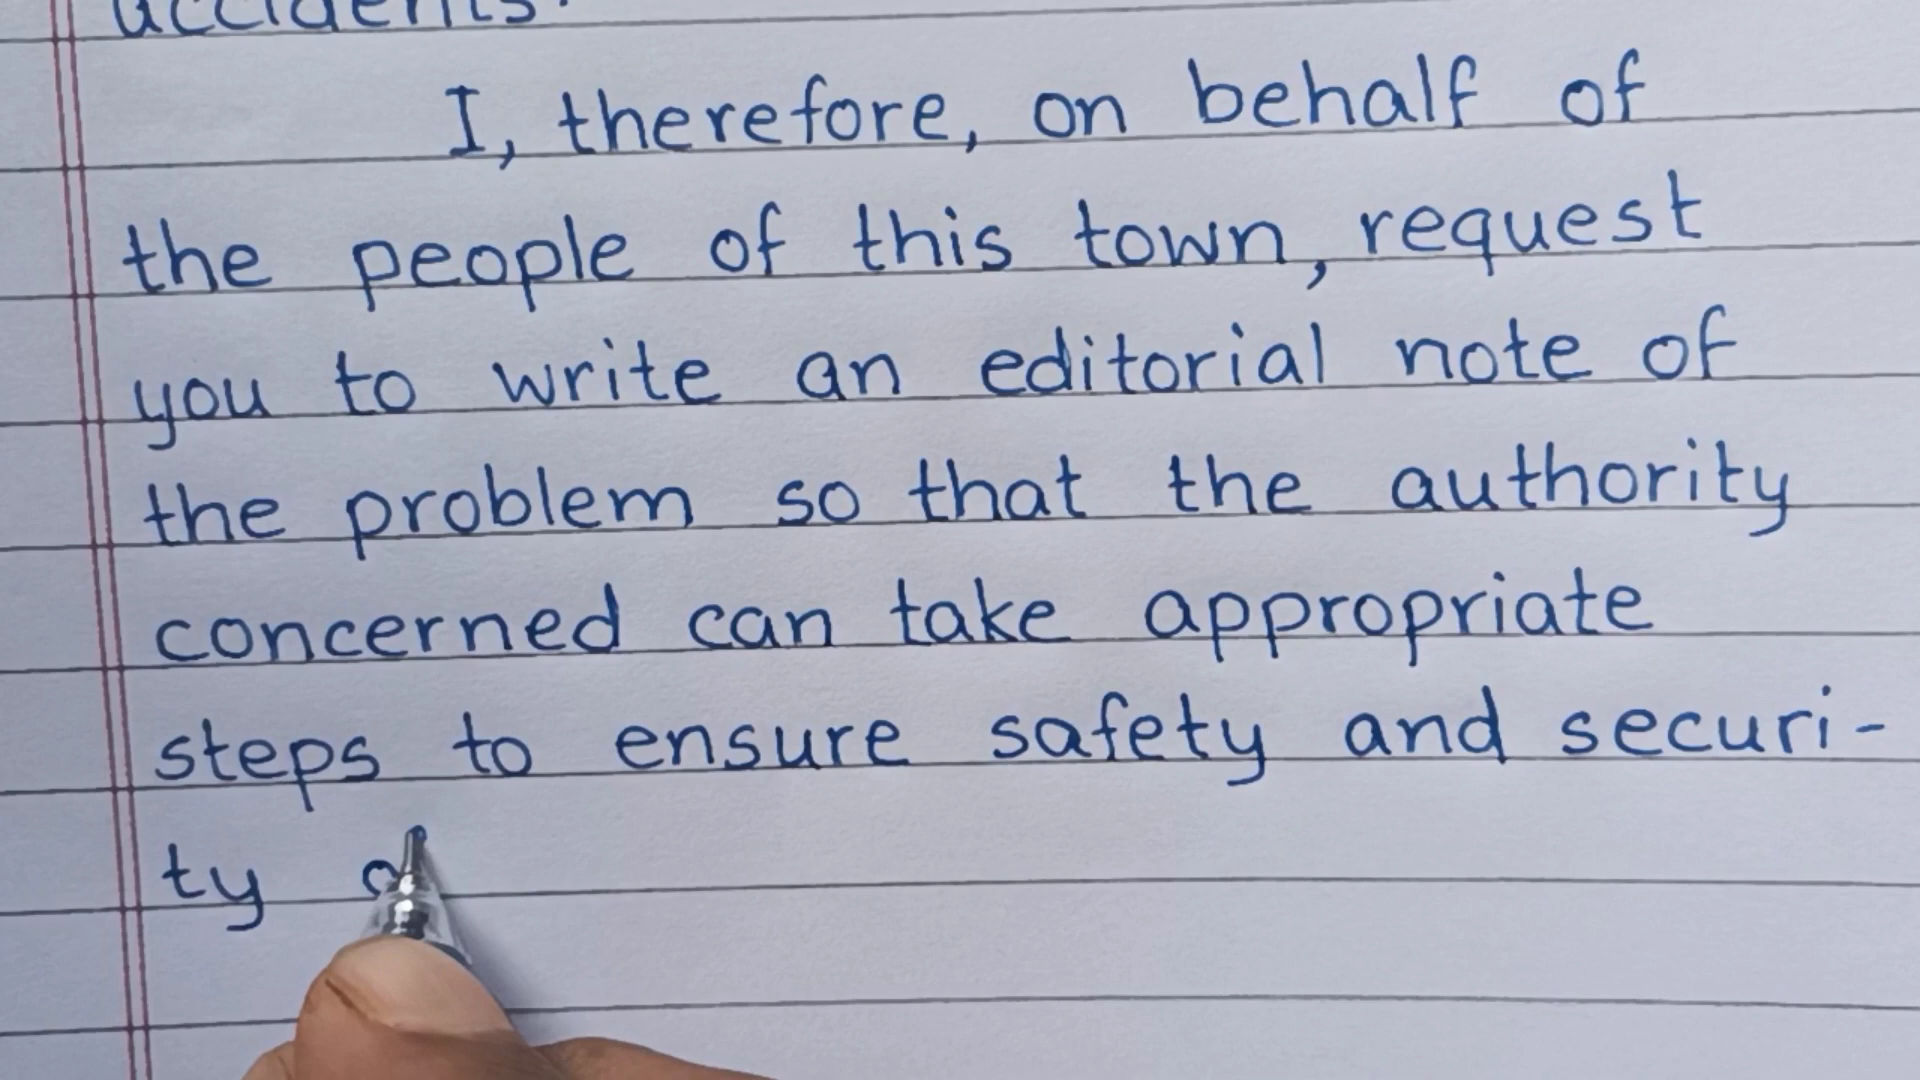 accidents.
I, therefore, on behalf of
the people of this town, request
you to write an editorial note of
the problem so that the authority
concerned can take appropriate
steps to ensure safety and securi-
ty